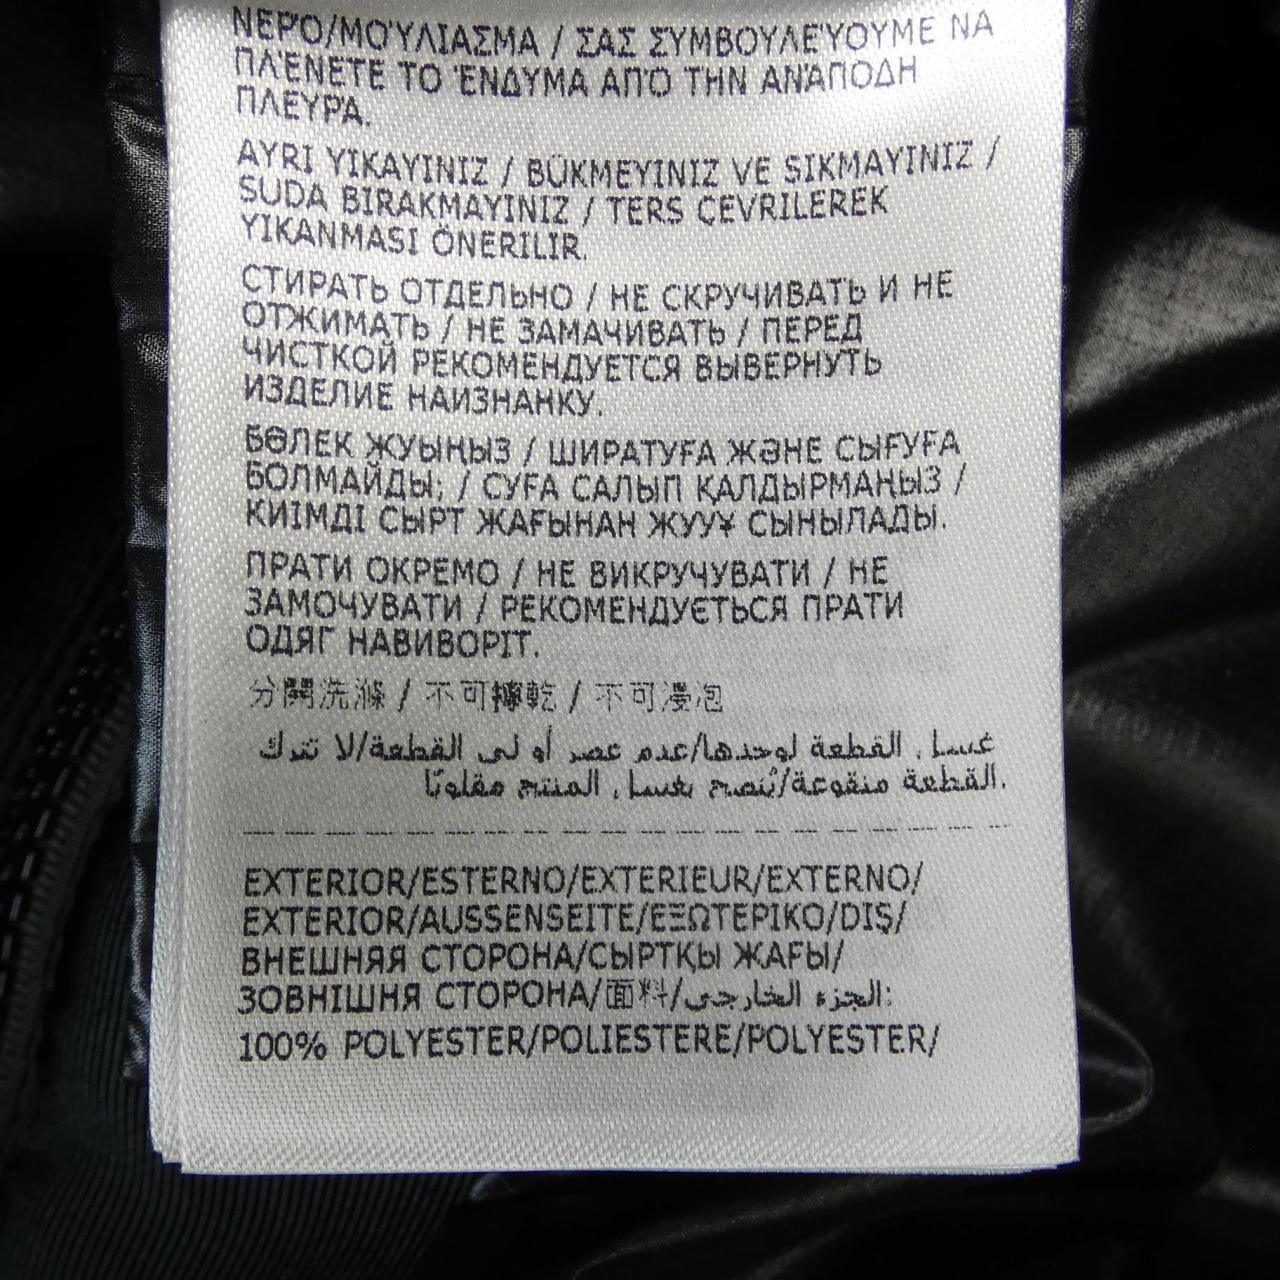 ΝΕΡΌ/ΜΟΎΛΙΑΣΜΑ / ΣΑΣ ΣΥΜΒΟΥΛΕΎΟΥΜΕ ΝΑ
ΠΛΈΝΕΤΕ ΤΟ ΈΝΔΥΜΑ ΑΠΌ ΤΗΝ ΑΝΆΠΟΔΗ
ΠΛΕΥΡΆ.
AYRI YIKAYINIZ / BÜKMEYINIZ VE SIKMAYINIZ /
SUDA BIRAKMAYINIZ / TERS ÇEVRILEREK
YIKANMASI ÖNERILIR.
СТИРАТЬ ОТДЕЛЬНО / НЕ СКРУЧИВАТЬ И НЕ
ОТЖИМАТЬ / НЕ ЗАМАЧИВАТЬ / ПЕРЕД
ЧИСТКОЙ РЕКОМЕНДУЕТСЯ ВЫВЕРНУТЬ
ИЗДЕЛИЕ НАИЗНАНКУ.
БӨЛЕК ЖУЫҢЫЗ / ШИРАТУҒА ЖӘНЕ СЫҒУҒА
БОЛМАЙДЫ; / СУҒА САЛЫП ҚАЛДЫРМАҢЫЗ /
КИІМДІ СЫРТ ЖАҒЫНАН ЖУУҰ СЫНЫЛАДЫ.
ПРАТИ ОКРЕМО / НЕ ВИКРУЧУВАТИ / НЕ
ЗАМОЧУВАТИ / РЕКОМЕНДУЄТЬСЯ ПРАТИ
ОДЯГ НАВИВОРІТ.
分開洗滌 / 不可擰乾 / 不可浸泡
غسل القطعة لوحدها/عدم عصر أو لي القطعة/لا تترك
القطعة منقوعة/يُنصح بغسل المنتج مقلوبًا.
EXTERIOR/ESTERNO/EXTERIEUR/EXTERNO/
EXTERIOR/AUSSENSEITE/ΕΞΩΤΕΡΙΚΟ/DIŞ/
ВНЕШНЯЯ СТОРОНА/СЫРТҚЫ ЖАҒЫ/
ЗОВНІШНЯ СТОРОНА/面料/الجزء الخارجي:
100% POLYESTER/POLIESTERE/POLYESTER/